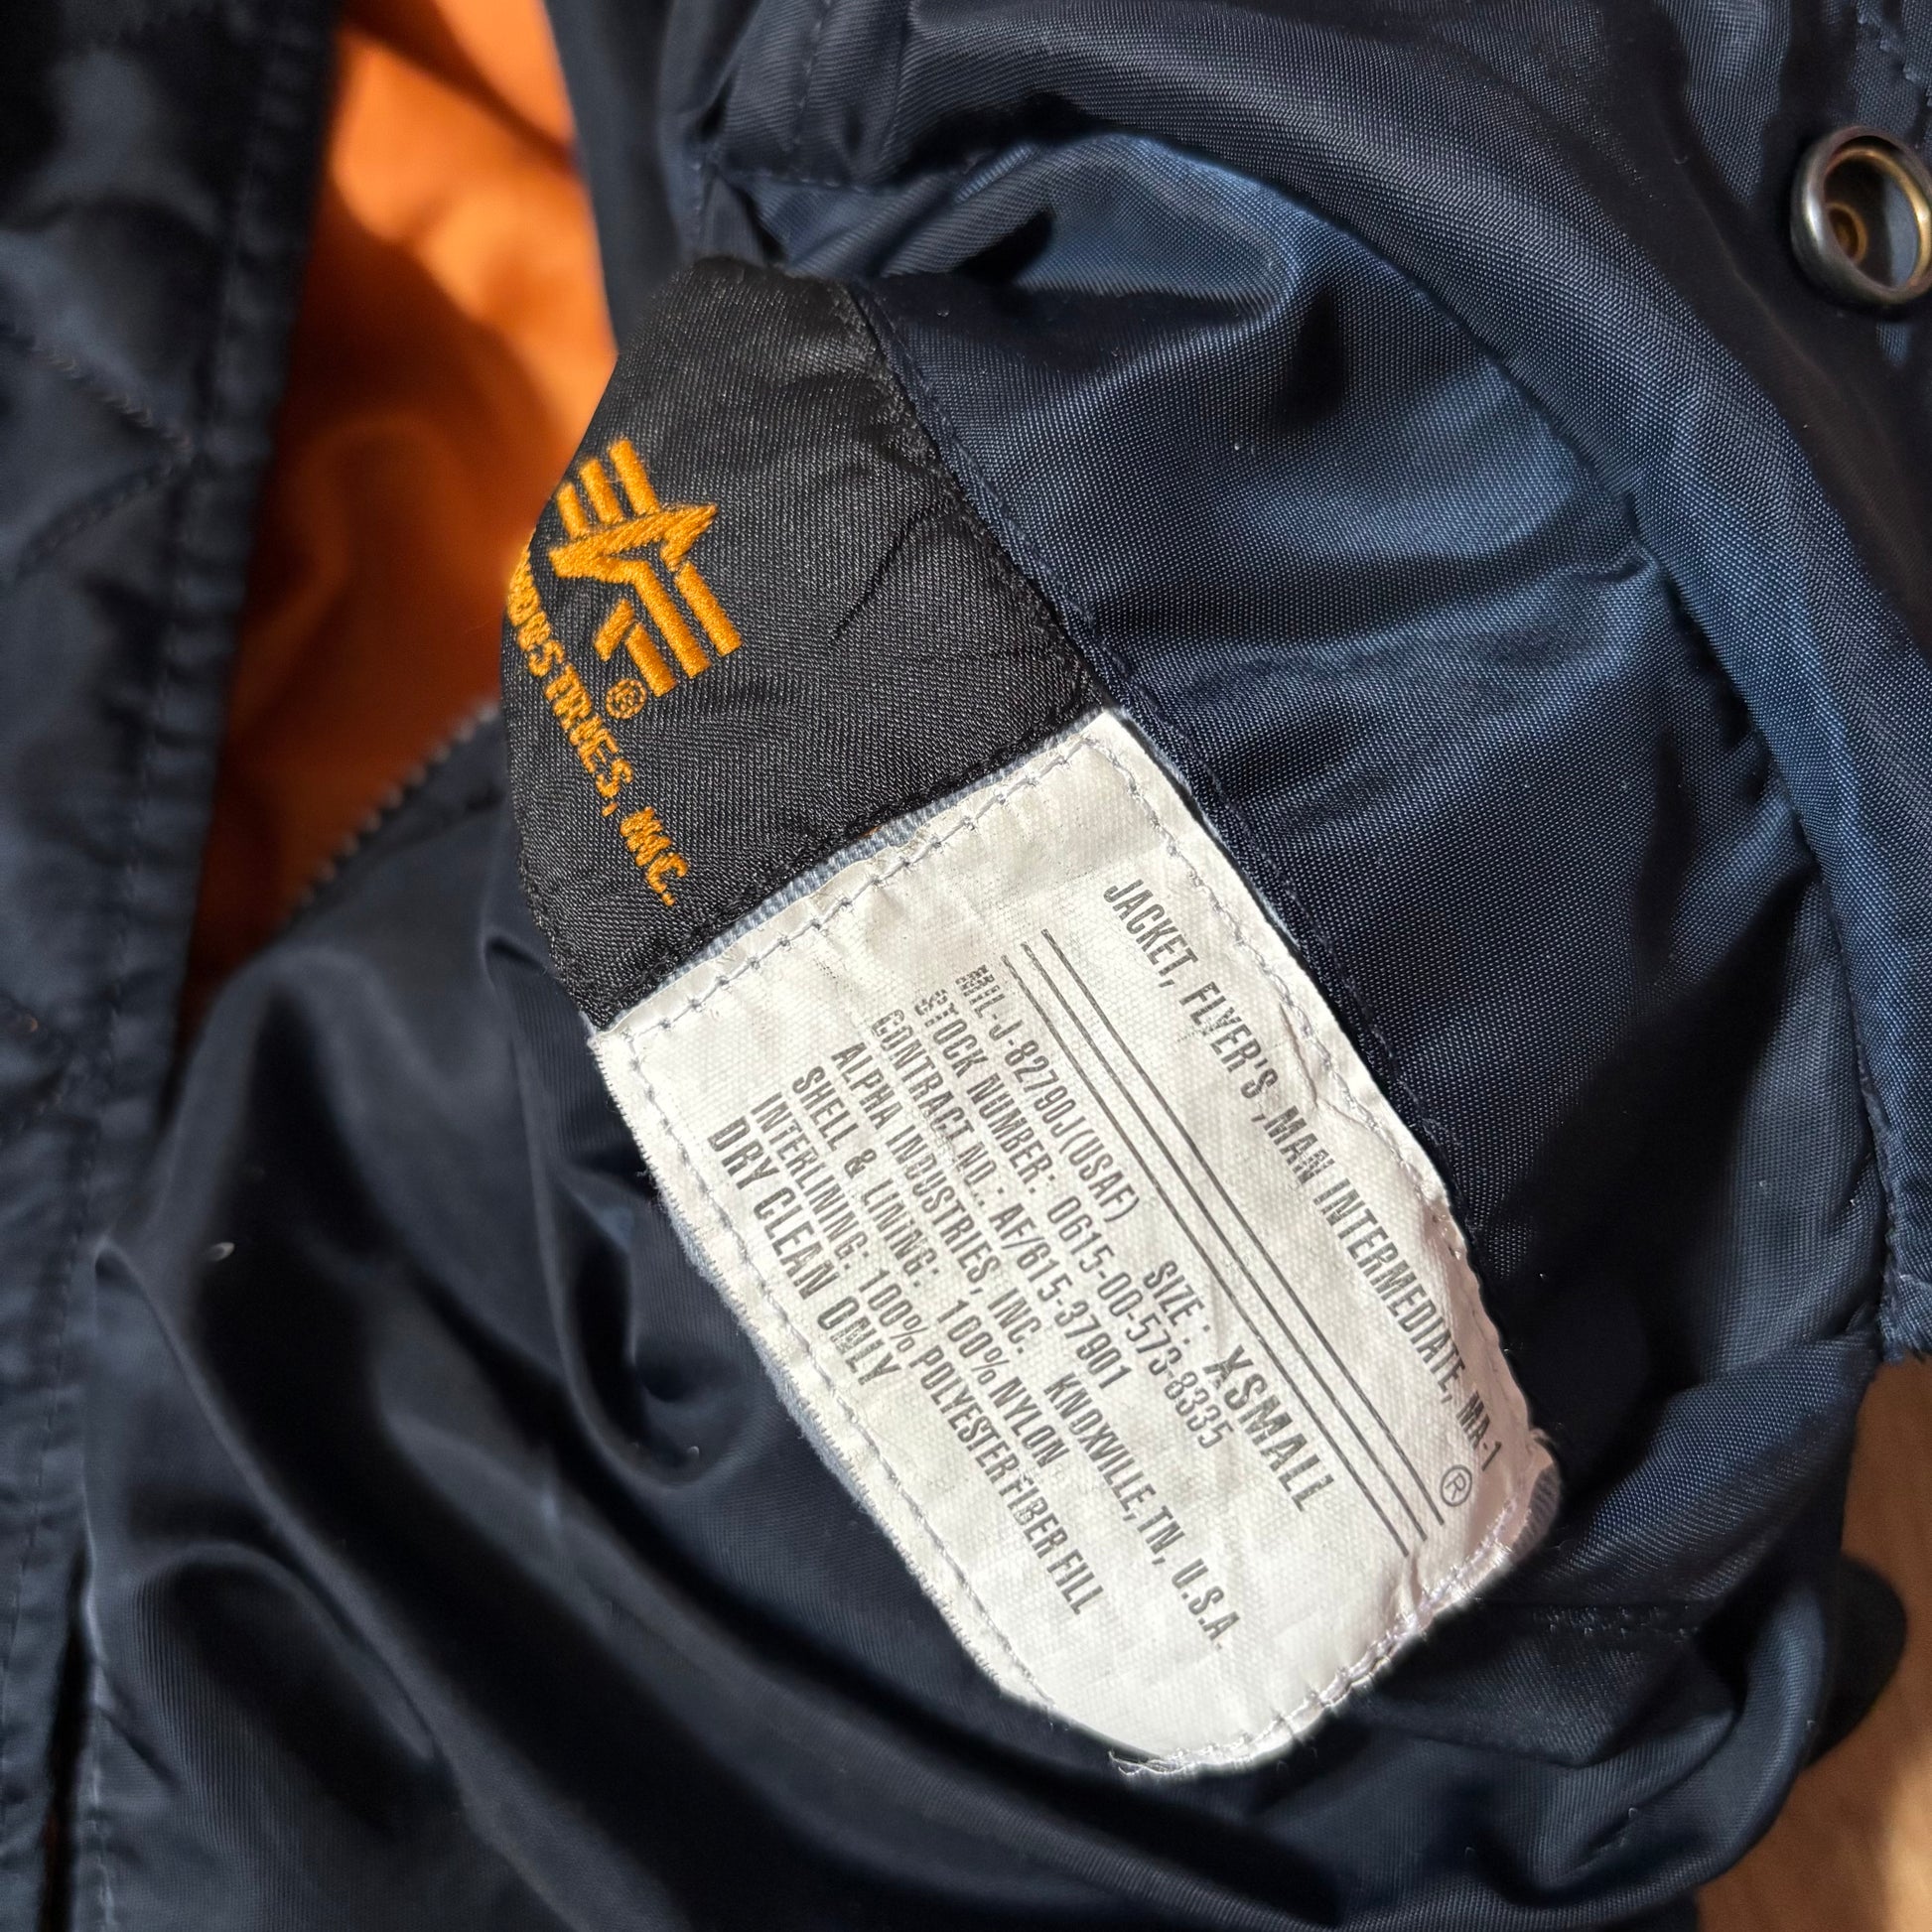 INDUSTRIES, INC.
®
JACKET, FLYER'S ,MAN INTERMEDIATE, MA-1
®
SIZE: XSMALL
MIL-J-82790J(USAF)
STOCK NUMBER: 0615-00-573-8335
CONTRACT NO.: AF/615-37901
ALPHA INDUSTRIES, INC. KNOXVILLE, TN, U.S.A.
SHELL & LINING: 100% NYLON
INTERLINING: 100% POLYESTER FIBER FILL
DRY CLEAN ONLY